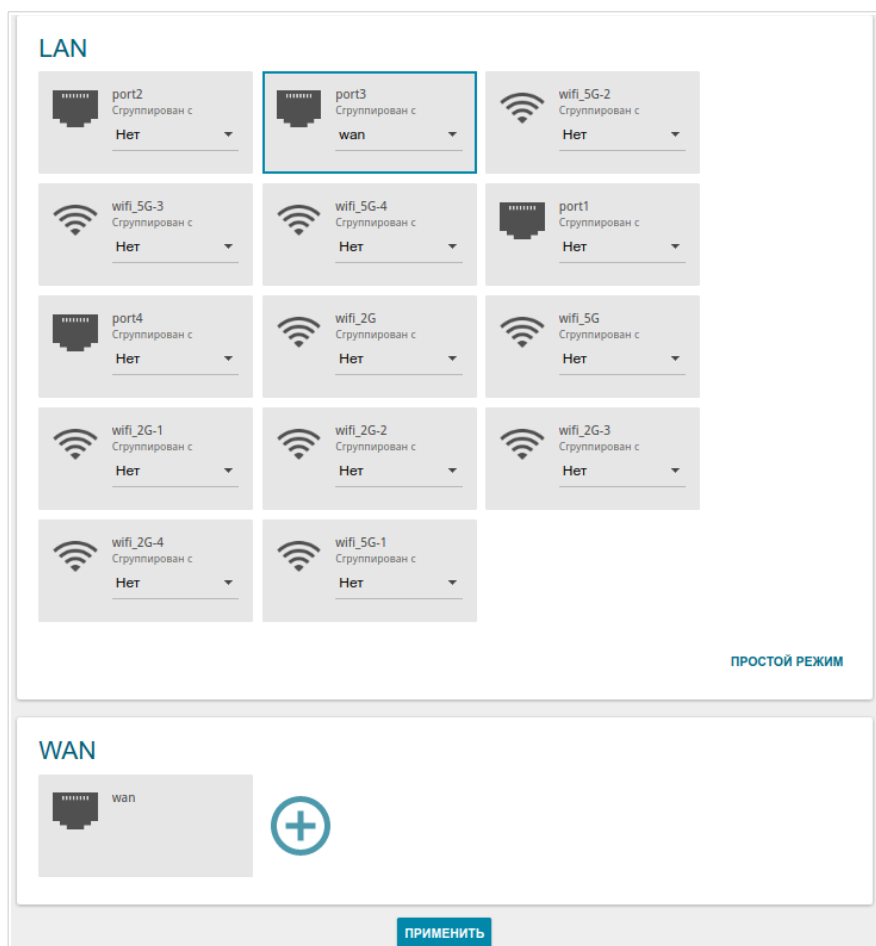 LAN
port2
Сгруппирован с
Нет
port3
Сгруппирован с
wan
wifi_5G-2
Сгруппирован с
Нет
wifi_5G-3
Сгруппирован с
Нет
wifi_5G-4
Сгруппирован с
Нет
port1
Сгруппирован с
Нет
port4
Сгруппирован с
Нет
wifi_2G
Сгруппирован с
Нет
wifi_5G
Сгруппирован с
Нет
wifi_2G-1
Сгруппирован с
Нет
wifi_2G-2
Сгруппирован с
Нет
wifi_2G-3
Сгруппирован с
Нет
wifi_2G-4
Сгруппирован с
Нет
wifi_5G-1
Сгруппирован с
Нет
ПРОСТОЙ РЕЖИМ
WAN
wan
ПРИМЕНИТЬ